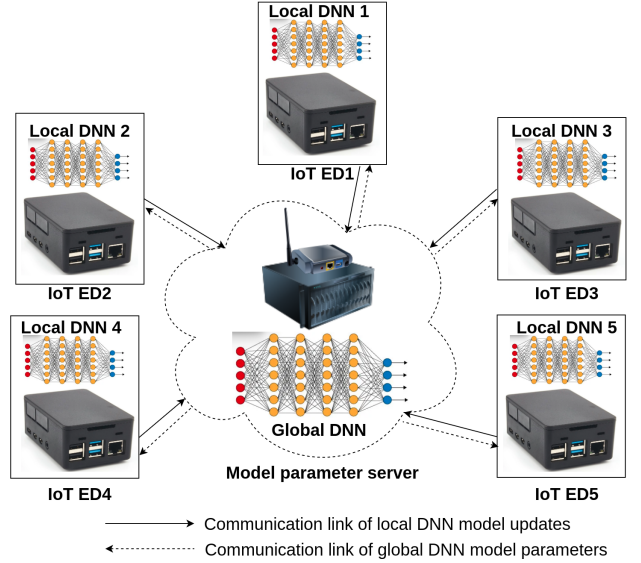 Local DNN 1
IoT ED1
Local DNN 2
IoT ED2
Local DNN 3
IoT ED3
Local DNN 4
IoT ED4
Local DNN 5
IoT ED5
Global DNN
Model parameter server
Communication link of local DNN model updates
Communication link of global DNN model parameters